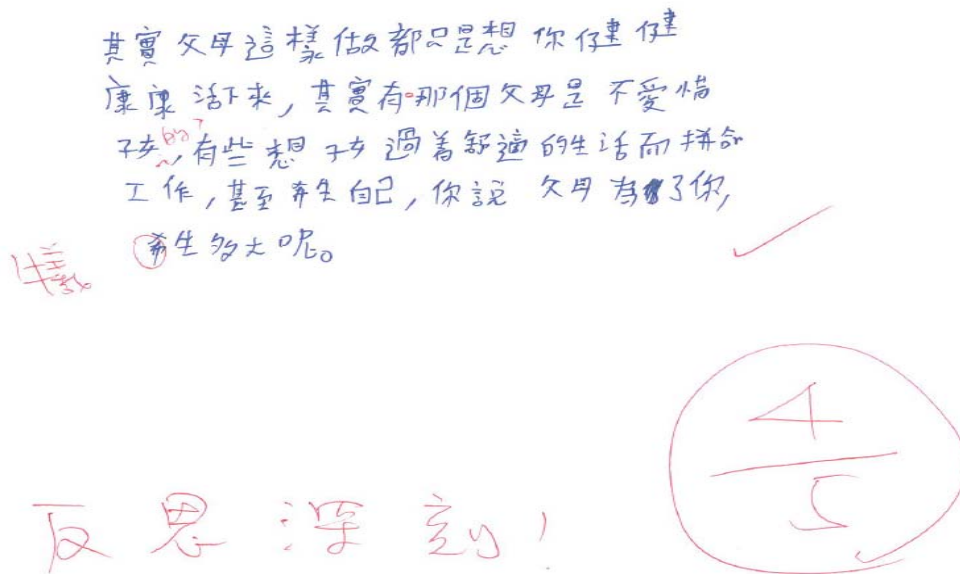 其實父母這樣做都只是想你健健
康康活下來,其實有那個父母是不愛惜
子女的?有些想子女過着舒適的生活而拼命
工作,甚至犧牲自己,你說父母為了你,
牲多大呢。
犧
4
5
反思深刻!